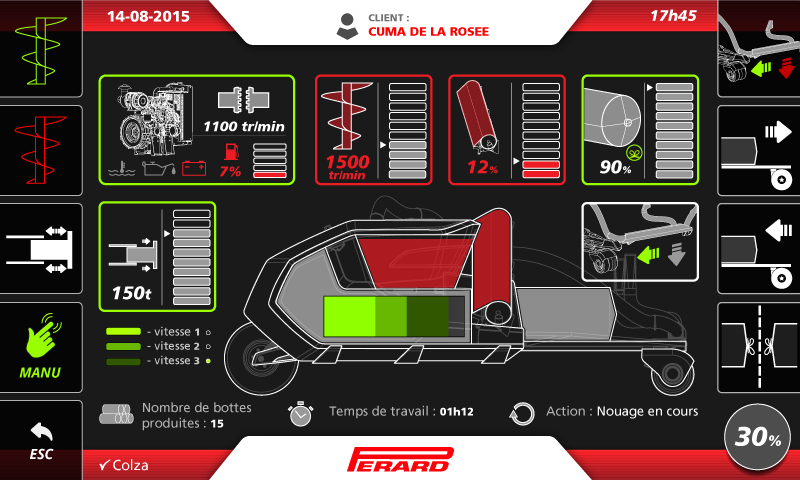 14-08-2015
CLIENT :
CUMA DE LA ROSEE
17h45
1100 tr/min
7%
1500
tr/min
12%
90%
150t
- vitesse 1
- vitesse 2
- vitesse 3
MANU
ESC
Nombre de bottes
produites : 15
Temps de travail : 01h12
Action : Nouage en cours
30%
Colza
PERARD